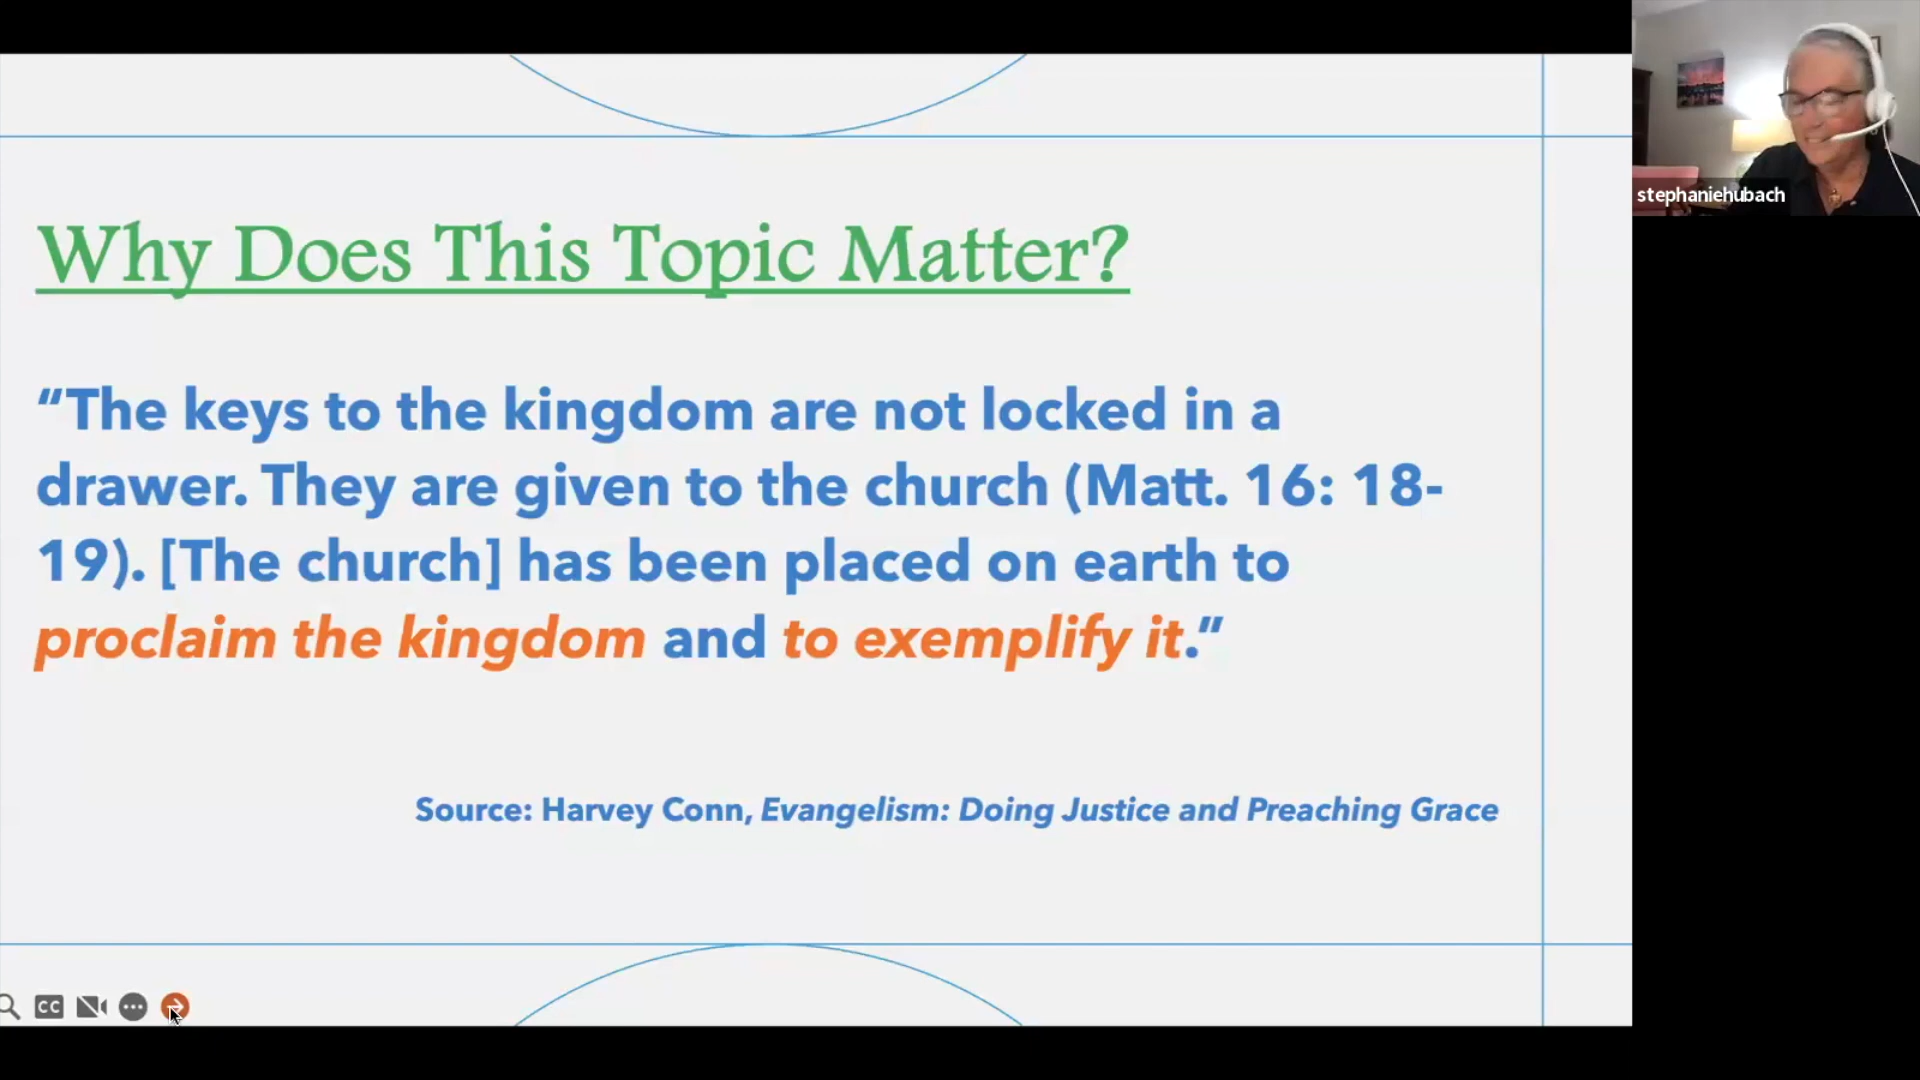 stephaniehubach
Why Does This Topic Matter?
“The keys to the kingdom are not locked in a
drawer. They are given to the church (Matt. 16: 18-
19). [The church] has been placed on earth to
proclaim the kingdom and to exemplify it.”
Source: Harvey Conn, Evangelism: Doing Justice and Preaching Grace
CC